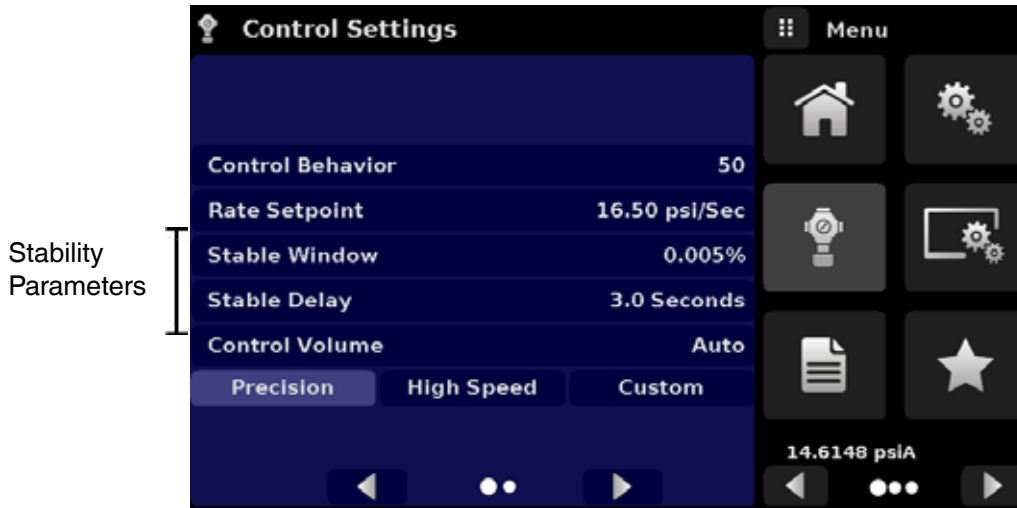 Control Settings
Menu
Control Behavior 50
Rate Setpoint 16.50 psi/Sec
Stability
Parameters
Stable Window 0.005%
Stable Delay 3.0 Seconds
Control Volume Auto
Precision High Speed Custom
14.6148 psiA